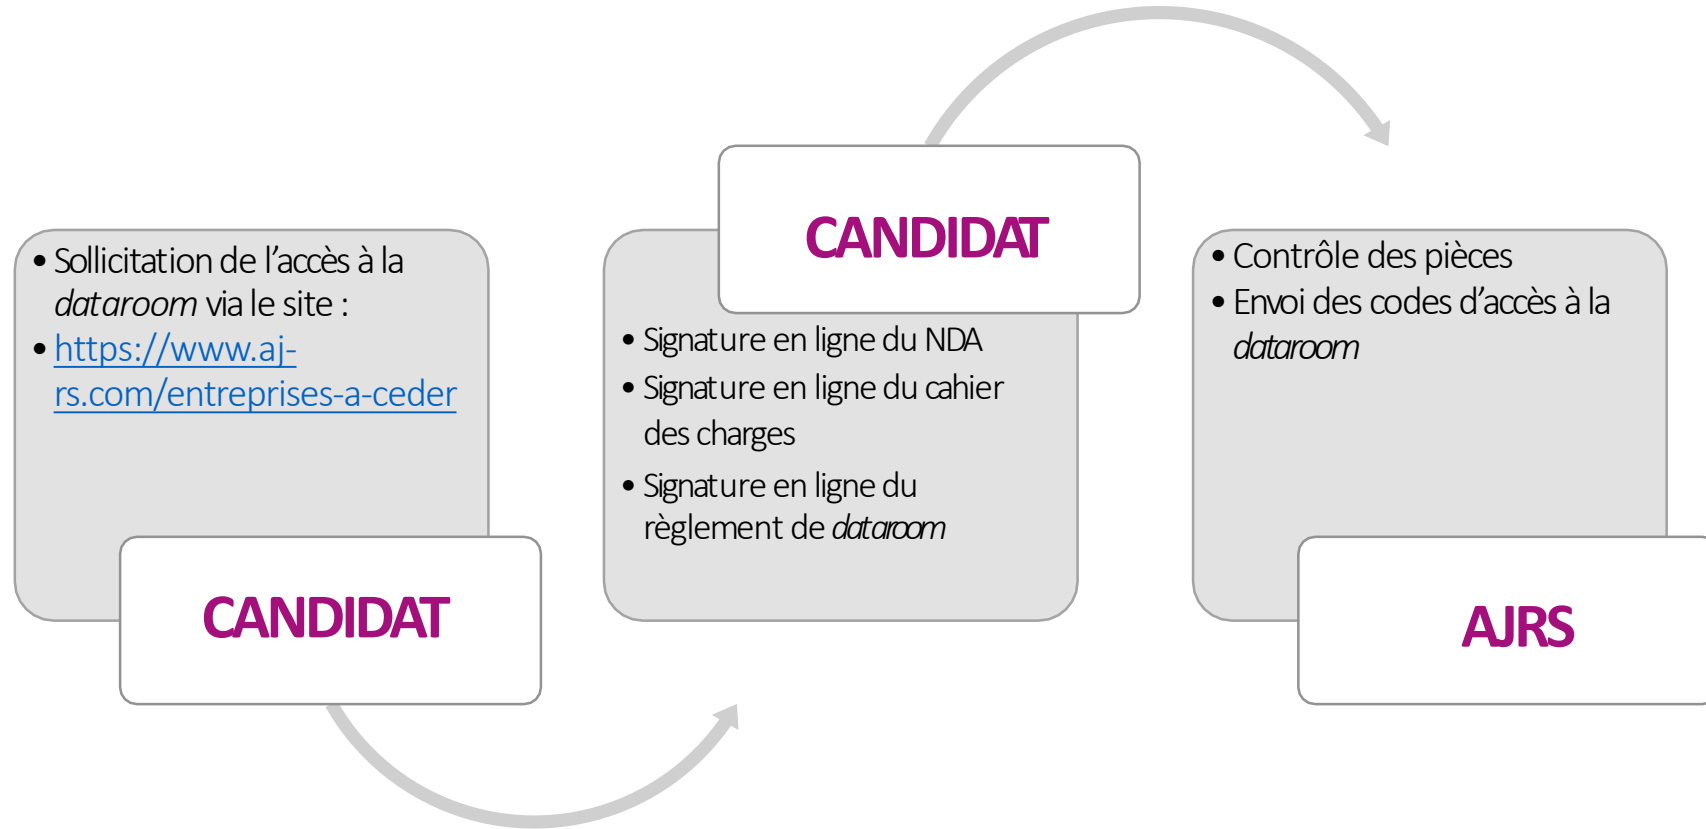 • Sollicitation de l’accès à la
dataroom via le site :
• https://www.aj-
rs.com/entreprises-a-ceder
CANDIDAT
CANDIDAT
• Signature en ligne du NDA
• Signature en ligne du cahier
des charges
• Signature en ligne du
règlement de dataroom
• Contrôle des pièces
• Envoi des codes d’accès à la
dataroom
AJRS